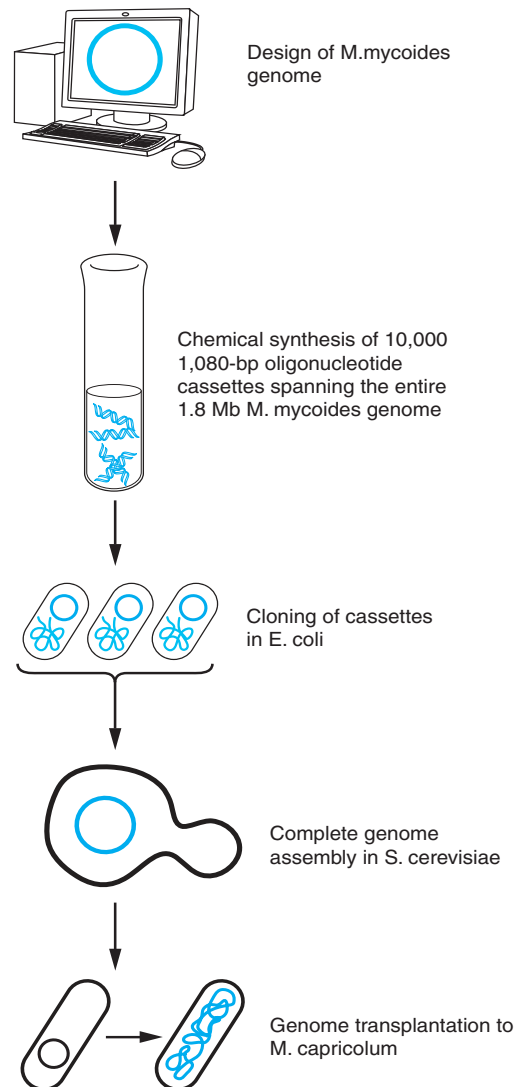 Design of M.mycoides
genome
Chemical synthesis of 10,000
1,080-bp oligonucleotide
cassettes spanning the entire
1.8 Mb M. mycoides genome
Cloning of cassettes
in E. coli
Complete genome
assembly in S. cerevisiae
Genome transplantation to
M. capricolum